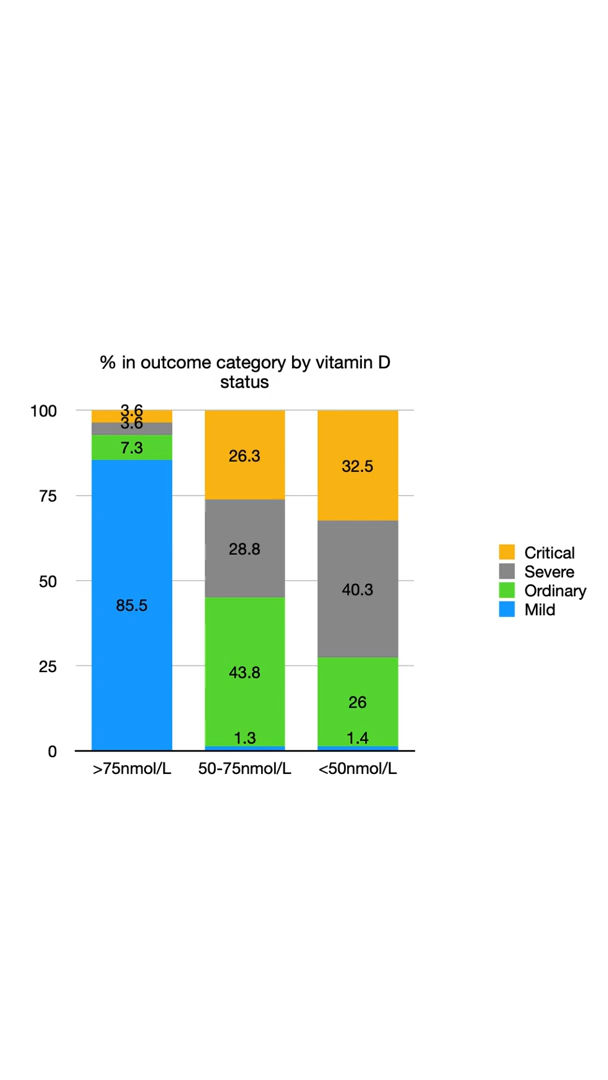 % in outcome category by vitamin D
status
100
75
50
25
0
3.6
3.6
7.3
85.5
26.3
28.8
43.8
1.3
32.5
40.3
26
1.4
>75nmol/L
50-75nmol/L
<50nmol/L
Critical
Severe
Ordinary
Mild